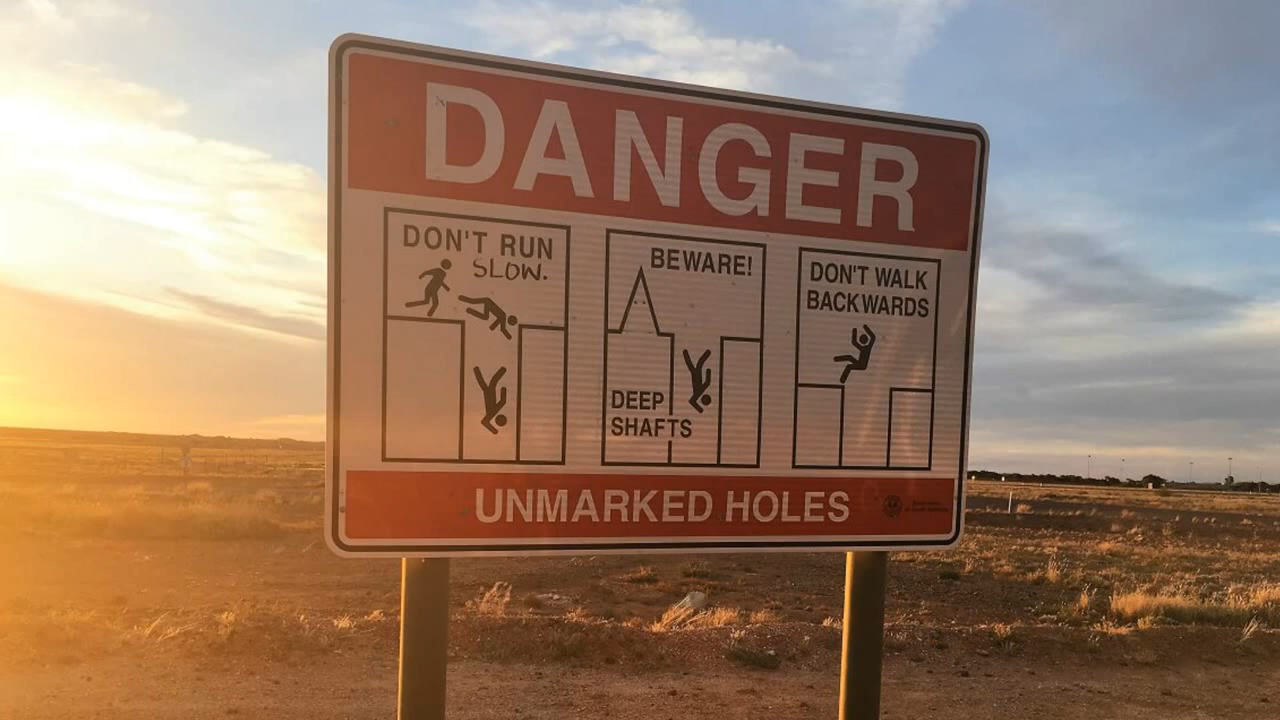 DANGER
DON'T RUN
SLOW.
BEWARE!
DEEP
SHAFTS
DON'T WALK
BACKWARDS
UNMARKED HOLES